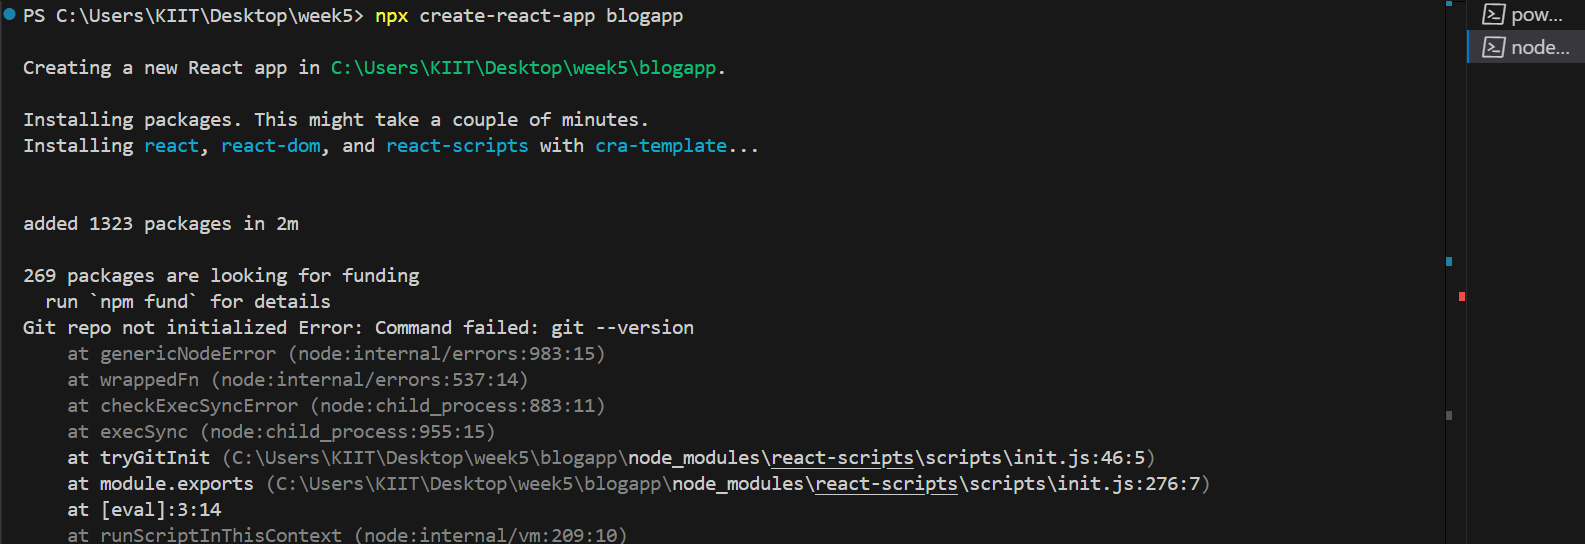 PS C:\Users\KIIT\Desktop\week5> npx create-react-app blogapp
Creating a new React app in C:\Users\KIIT\Desktop\week5\blogapp.
Installing packages. This might take a couple of minutes.
Installing react, react-dom, and react-scripts with cra-template...
added 1323 packages in 2m
269 packages are looking for funding
  run `npm fund` for details
Git repo not initialized Error: Command failed: git --version
    at genericNodeError (node:internal/errors:983:15)
    at wrappedFn (node:internal/errors:537:14)
    at checkExecSyncError (node:child_process:883:11)
    at execSync (node:child_process:955:15)
    at tryGitInit (C:\Users\KIIT\Desktop\week5\blogapp\node_modules\react-scripts\scripts\init.js:46:5)
    at module.exports (C:\Users\KIIT\Desktop\week5\blogapp\node_modules\react-scripts\scripts\init.js:276:7)
    at [eval]:3:14
    at runScriptInThisContext (node:internal/vm:209:10)
pow...
node...